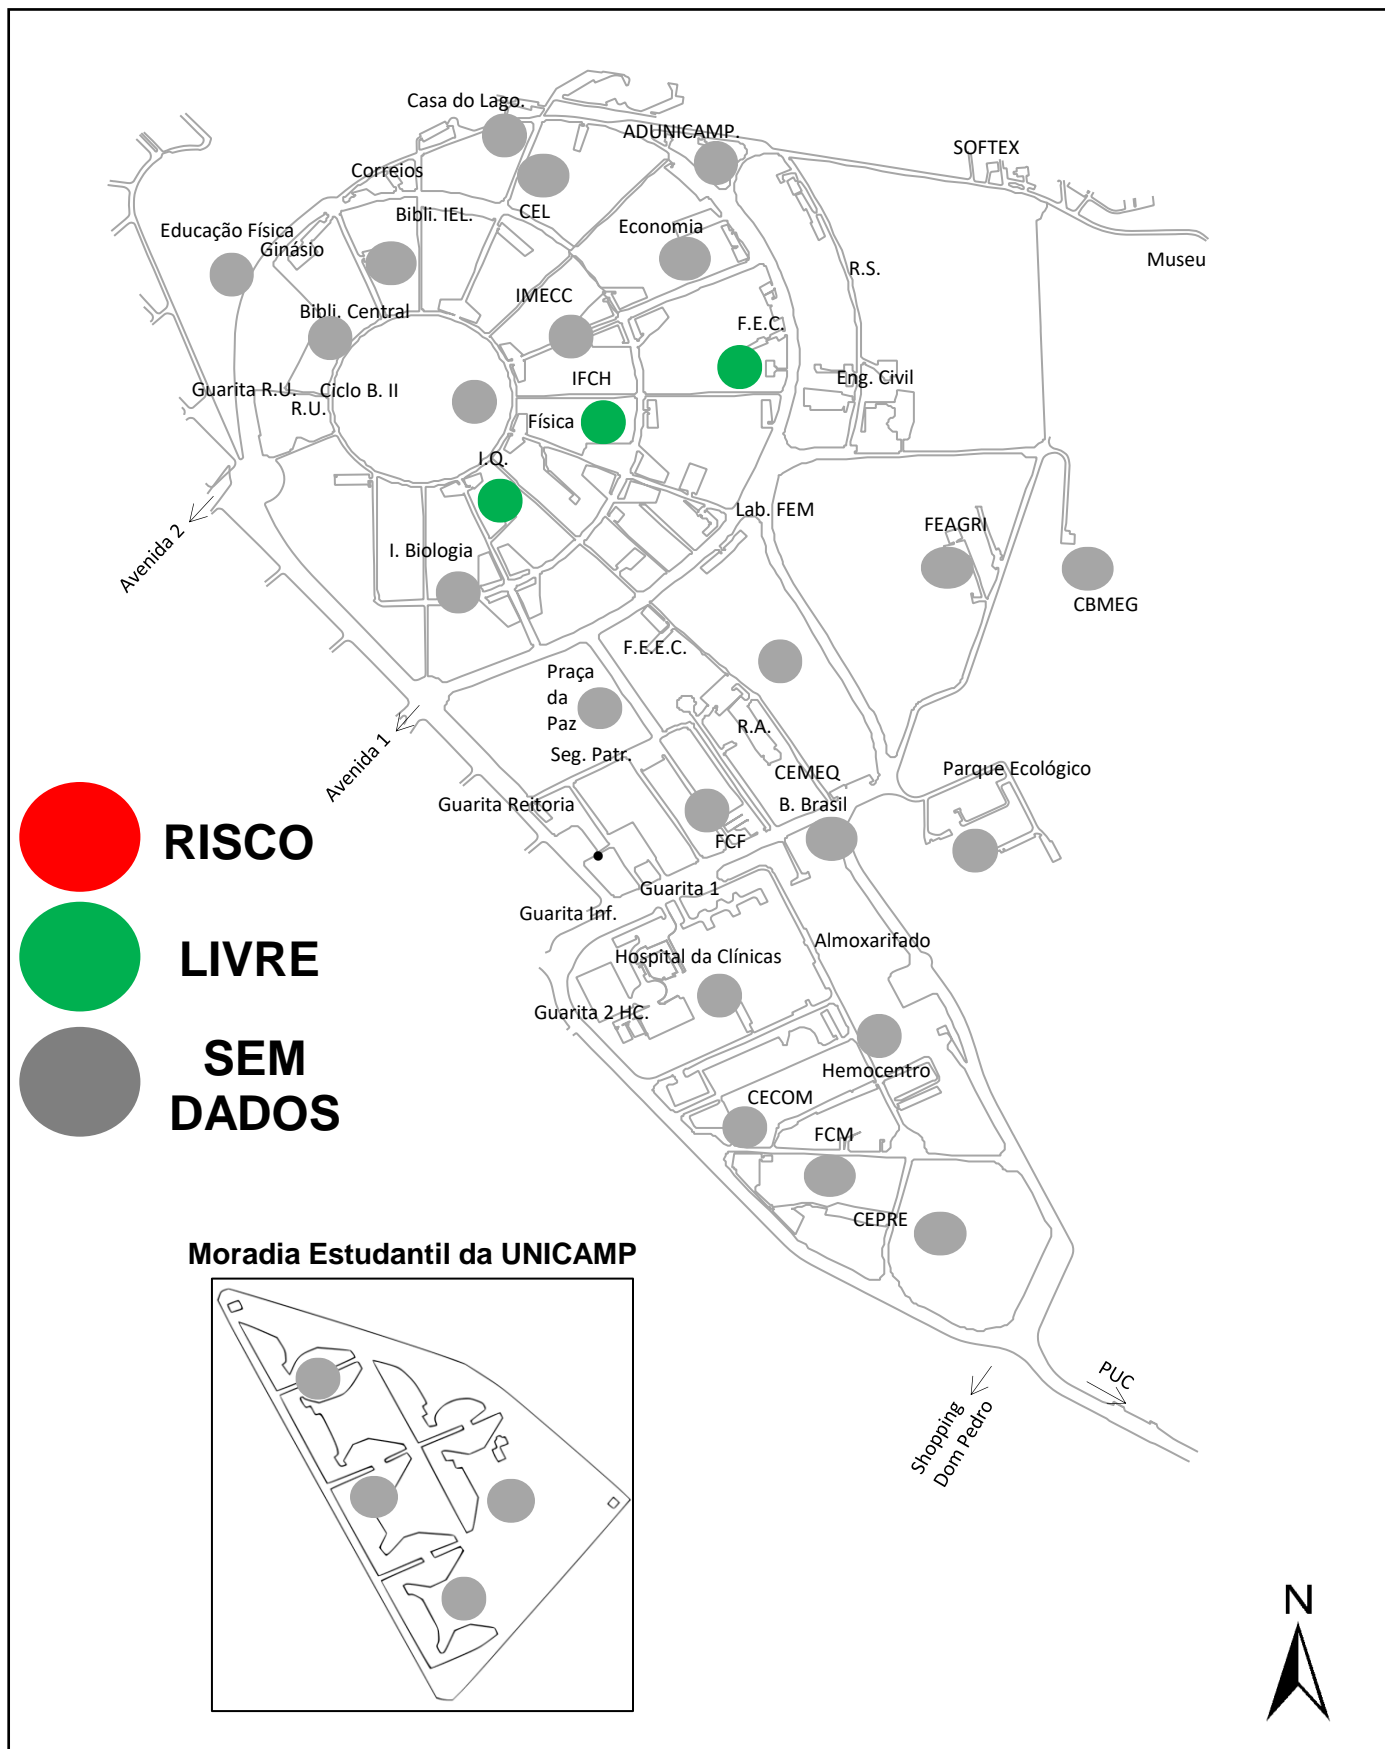 Casa do Lago.
ADUNICAMP.
SOFTEX
Correios
Bibli. IEL.
CEL
Economia
Educação Física
Ginásio
Museu
R.S.
IMECC
Bibli. Central
F.E.C.
IFCH
Eng. Civil
Guarita R.U.
Ciclo B. II
R.U.
Física
I.Q.
Lab. FEM
FEAGRI
Avenida 2
I. Biologia
CBMEG
F.E.E.C.
Praça
da
Paz
R.A.
Avenida 1
Seg. Patr.
CEMEQ
Parque Ecológico
Guarita Reitoria
B. Brasil
RISCO
FCF
Guarita 1
Guarita Inf.
LIVRE
Almoxarifado
Hospital da Clínicas
Guarita 2 HC.
SEM
DADOS
Hemocentro
CECOM
FCM
CEPRE
Moradia Estudantil da UNICAMP
PUC
Shopping
Dom Pedro
N